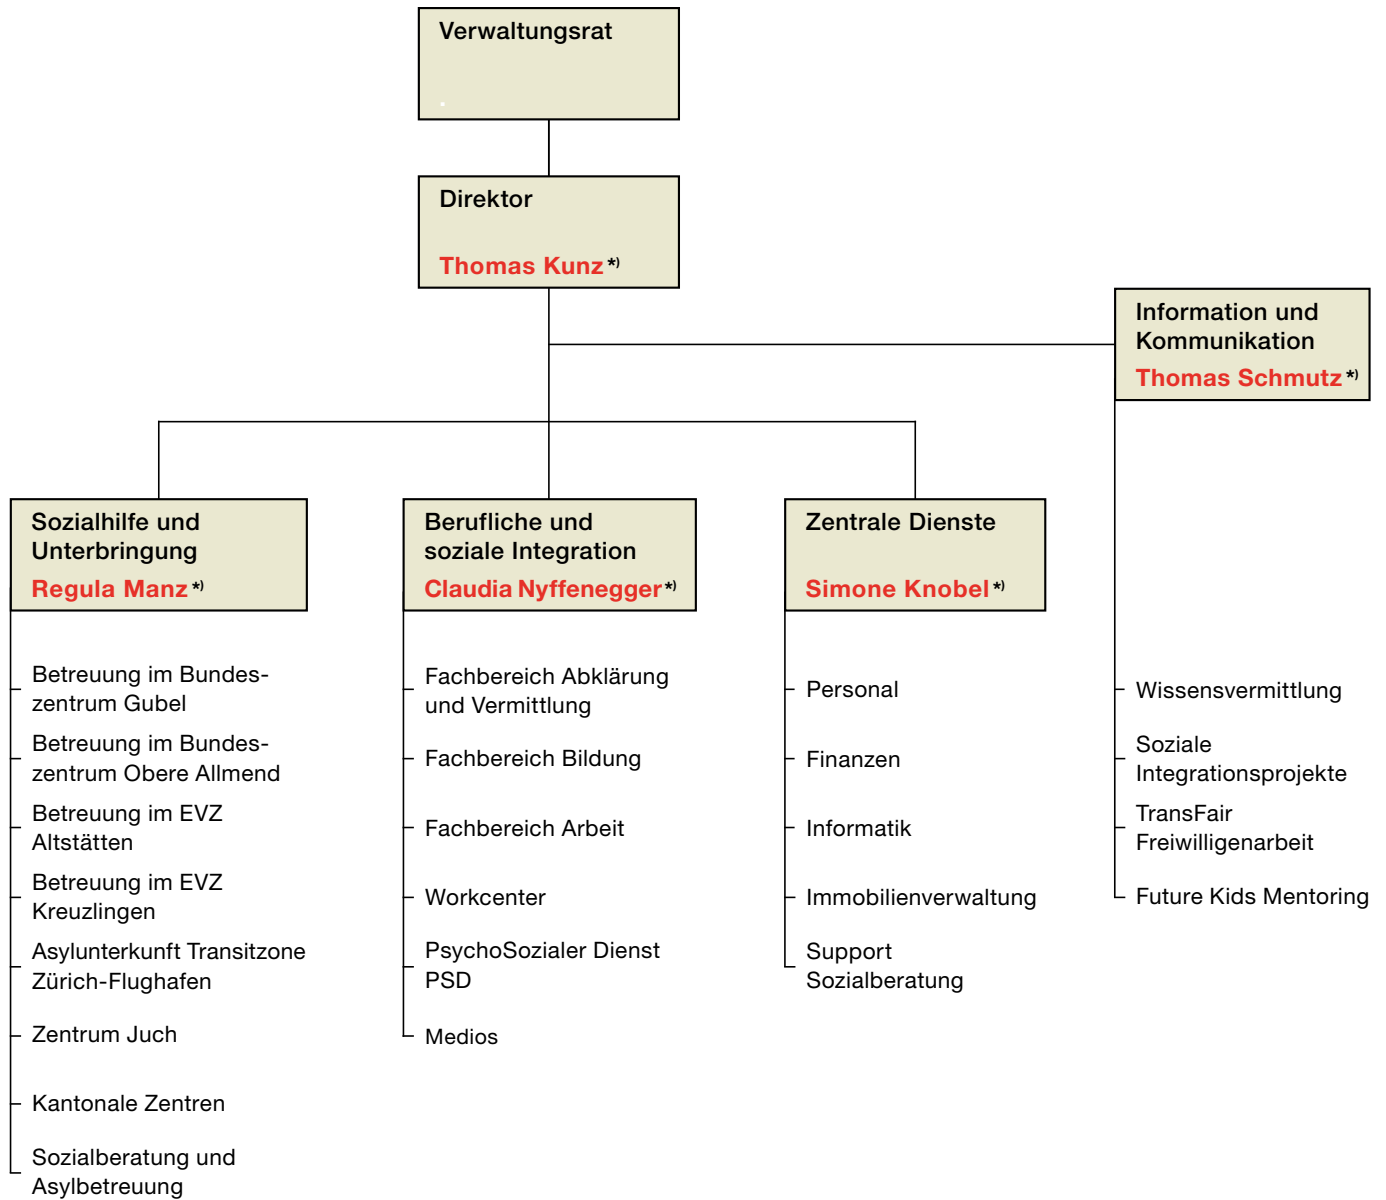 Verwaltungsrat
Direktor
Thomas Kunz *)
Information und
Kommunikation
Thomas Schmutz *)
Sozialhilfe und
Unterbringung
Regula Manz *)
Berufliche und
soziale Integration
Claudia Nyffenegger *)
Zentrale Dienste
Simone Knobel *)
Betreuung im Bundes-
zentrum Gubel
Betreuung im Bundes-
zentrum Obere Allmend
Betreuung im EVZ
Altstätten
Betreuung im EVZ
Kreuzlingen
Asylunterkunft Transitzone
Zürich-Flughafen
Zentrum Juch
Kantonale Zentren
Sozialberatung und
Asylbetreuung
Fachbereich Abklärung
und Vermittlung
Fachbereich Bildung
Fachbereich Arbeit
Workcenter
PsychoSozialer Dienst
PSD
Medios
Personal
Finanzen
Informatik
Immobilienverwaltung
Support
Sozialberatung
Wissensvermittlung
Soziale
Integrationsprojekte
TransFair
Freiwilligenarbeit
Future Kids Mentoring